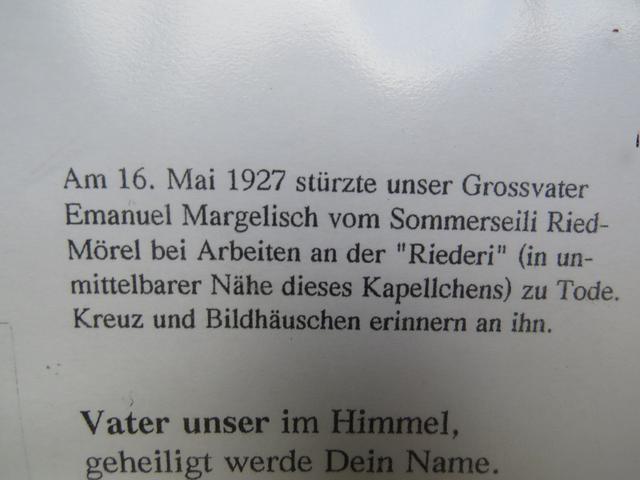 Am 16. Mai 1927 stürzte unser Grossvater
Emanuel Margelisch vom Sommerseili Ried-
Mörel bei Arbeiten an der "Riederi" (in un-
mittelbarer Nähe dieses Kapellchens) zu Tode.
Kreuz und Bildhäuschen erinnern an ihn.
Vater unser im Himmel,
geheiligt werde Dein Name.